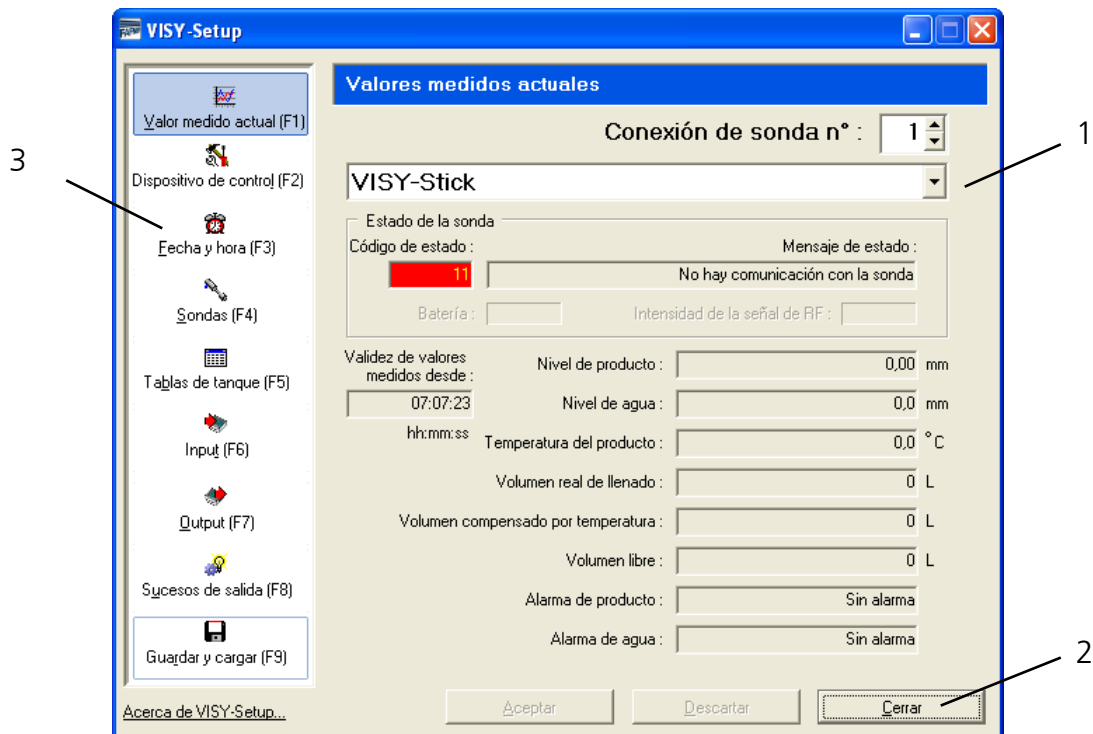 VISY-Setup
Valor medido actual (F1)
Dispositivo de control (F2)
Fecha y hora (F3)
Sondas (F4)
Tablas de tanque (F5)
Input (F6)
Output (F7)
Sucesos de salida (F8)
Guardar y cargar (F9)
Acerca de VISY-Setup...
Valores medidos actuales
Conexión de sonda n° : 1
VISY-Stick
Estado de la sonda
Código de estado : Mensaje de estado :
11 No hay comunicación con la sonda
Batería : Intensidad de la señal de RF :
Validez de valores
medidos desde :
07:07:23
hh:mm:ss
Nivel de producto : 0,00 mm
Nivel de agua : 0,0 mm
Temperatura del producto : 0,0 °C
Volumen real de llenado : 0 L
Volumen compensado por temperatura : 0 L
Volumen libre : 0 L
Alarma de producto : Sin alarma
Alarma de agua : Sin alarma
Aceptar Descartar Cerrar
1
2
3